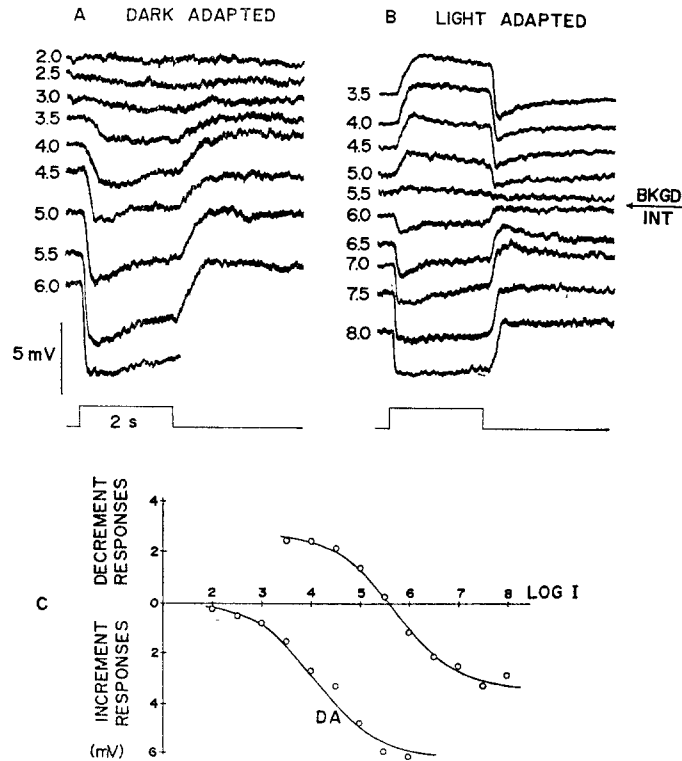 A DARK ADAPTED
2.0
2.5
3.0
3.5
4.0
4.5
5.0
5.5
6.0
5 mV
2 s
B LIGHT ADAPTED
3.5
4.0
4.5
5.0
5.5
6.0
6.5
7.0
7.5
8.0
BKGD
INT
C
DECREMENT
RESPONSES
INCREMENT
RESPONSES
(mV)
4
2
0
2
4
6
2 3 4 5 6 7 8 LOG I
DA